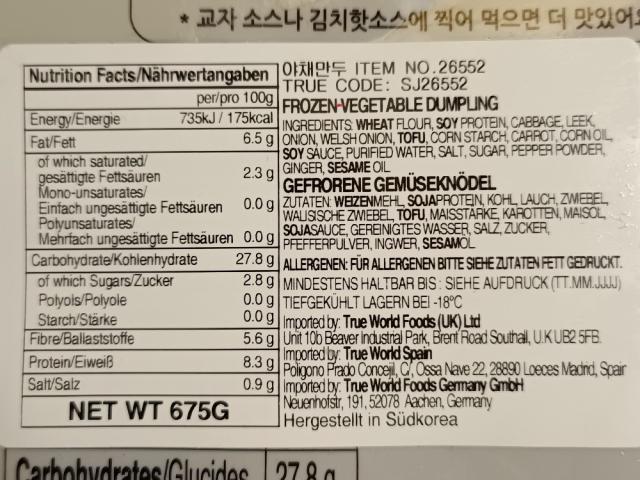 * 교자 소스나 김치핫소스에 찍어 먹으면 더 맛있어요
Nutrition Facts/Nährwertangaben
per/pro 100g
Energy/Energie 735kJ / 175kcal
Fat/Fett 6.5 g
of which saturated/
gesättigte Fettsäuren 2.3 g
Mono-unsaturates/
Einfach ungesättigte Fettsäuren 0.0 g
Polyunsaturates/
Mehrfach ungesättigte Fettsäuren 0.0 g
Carbohydrate/Kohlenhydrate 27.8 g
of which Sugars/Zucker 2.8 g
Polyols/Polyole 0.0 g
Starch/Stärke 0.0 g
Fibre/Ballaststoffe 5.6 g
Protein/Eiweiß 8.3 g
Salt/Salz 0.9 g
NET WT 675G
야채만두 ITEM NO.26552
TRUE CODE: SJ26552
FROZEN-VEGETABLE DUMPLING
INGREDIENTS: WHEAT FLOUR, SOY PROTEIN, CABBAGE, LEEK,
ONION, WELSH ONION, TOFU, CORN STARCH, CARROT, CORN OIL,
SOY SAUCE, PURIFIED WATER, SALT, SUGAR, PEPPER POWDER,
GINGER, SESAME OIL
GEFRORENE GEMÜSEKNÖDEL
ZUTATEN: WEIZENMEHL, SOJAPROTEIN, KOHL, LAUCH, ZWIEBEL,
WALISISCHE ZWIEBEL, TOFU, MAISSTÄRKE, KAROTTEN, MAISÖL,
SOJASAUCE, GEREINIGTES WASSER, SALZ, ZUCKER,
PFEFFERPULVER, INGWER, SESAMÖL
ALLERGENEN: FÜR ALLERGENEN BITTE SIEHE ZUTATEN FETT GEDRUCKT.
MINDESTENS HALTBAR BIS : SIEHE AUFDRUCK (TT.MM.JJJJ)
TIEFGEKÜHLT LAGERN BEI -18°C
Imported by: True World Foods (UK) Ltd
Unit 10b Beaver Industrial Park, Brent Road Southall, U.K UB2 5FB.
Imported by: True World Spain
Poligono Prado Concejil, C/, Ossa Nave 22, 28890 Loeces Madrid, Spain
Imported by: True World Foods Germany GmbH
Neuenhofstr, 191, 52078 Aachen, Germany
Hergestellt in Südkorea
Carbohydrates/Glucides 27.8 g